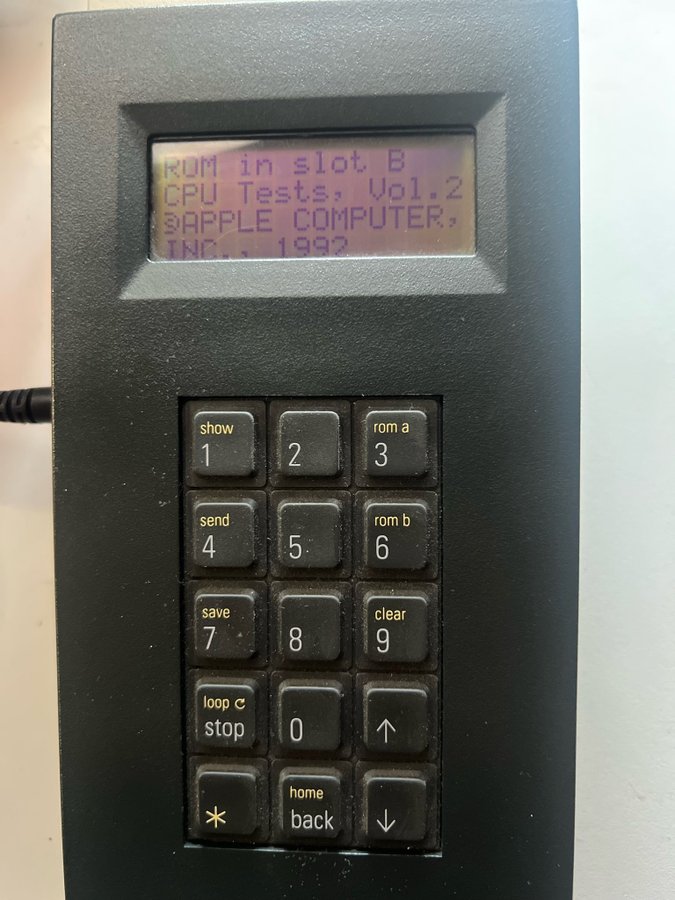 ROM in slot B
CPU Tests, Vol.2
©APPLE COMPUTER,
INC., 1992
show
1
2
rom a
3
send
4
5
rom b
6
save
7
8
clear
9
loop ↻
stop
0
↑
*
home
back
↓